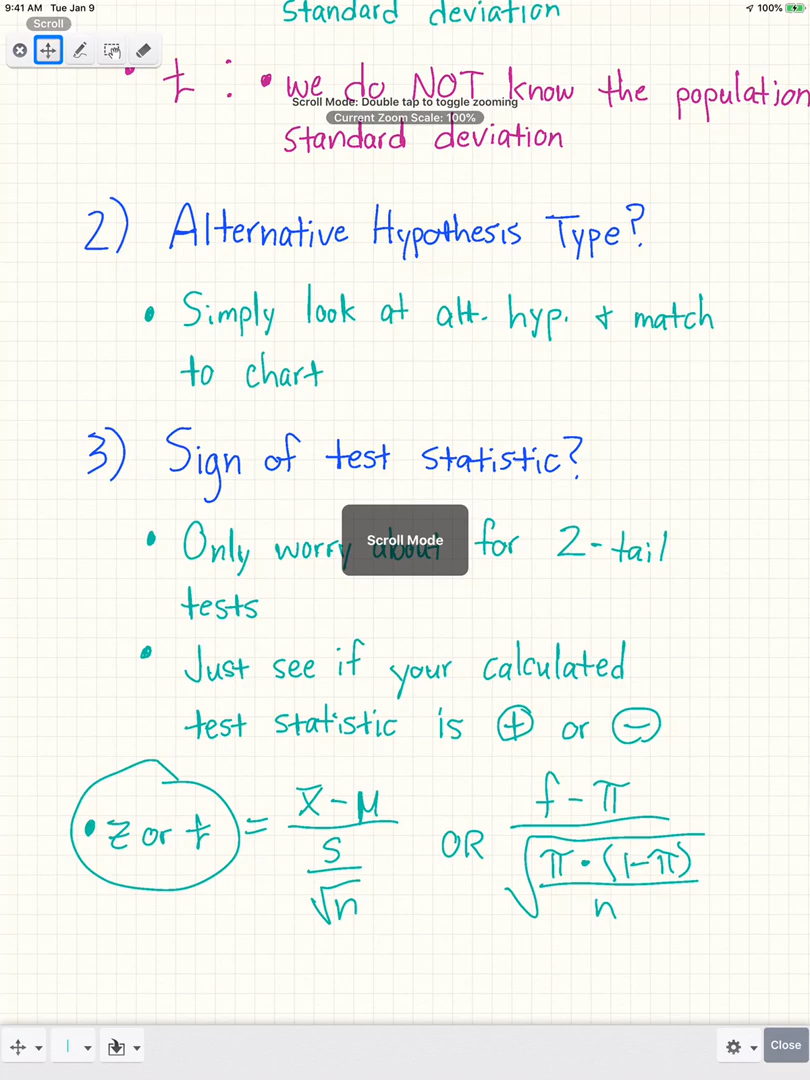 9:41 AM Tue Jan 9
100%
Standard deviation
Scroll
• t : • we do NOT know the population
Scroll Mode: Double tap to toggle zooming
Current Zoom Scale: 100%
standard deviation
2) Alternative Hypothesis Type?
• Simply look at alt. hyp. + match
to chart
3) Sign of test statistic?
• Only worry about for 2-tail
Scroll Mode
tests
• Just see if your calculated
test statistic is ⊕ or ⊖
• z or t = (x̄ - μ) / (s / √n) OR (f - π) / √(π • (1-π) / n)
Close